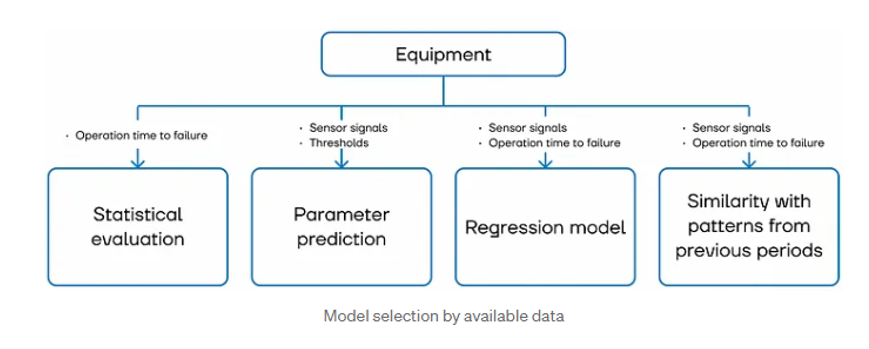 Equipment
· Operation time to failure
· Sensor signals
· Thresholds
· Sensor signals
· Operation time to failure
· Sensor signals
· Operation time to failure
Statistical
evaluation
Parameter
prediction
Regression model
Similarity with
patterns from
previous periods
Model selection by available data